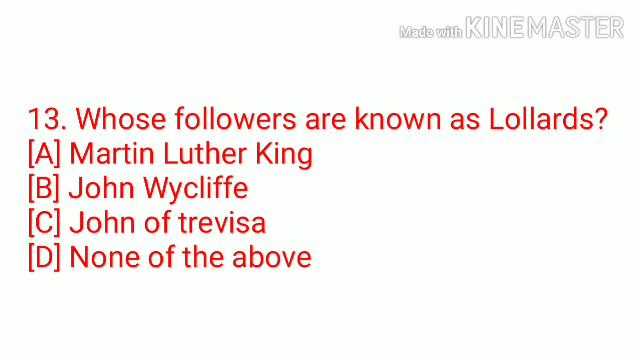 Made with KINEMASTER
13. Whose followers are known as Lollards?
[A] Martin Luther King
[B] John Wycliffe
[C] John of trevisa
[D] None of the above